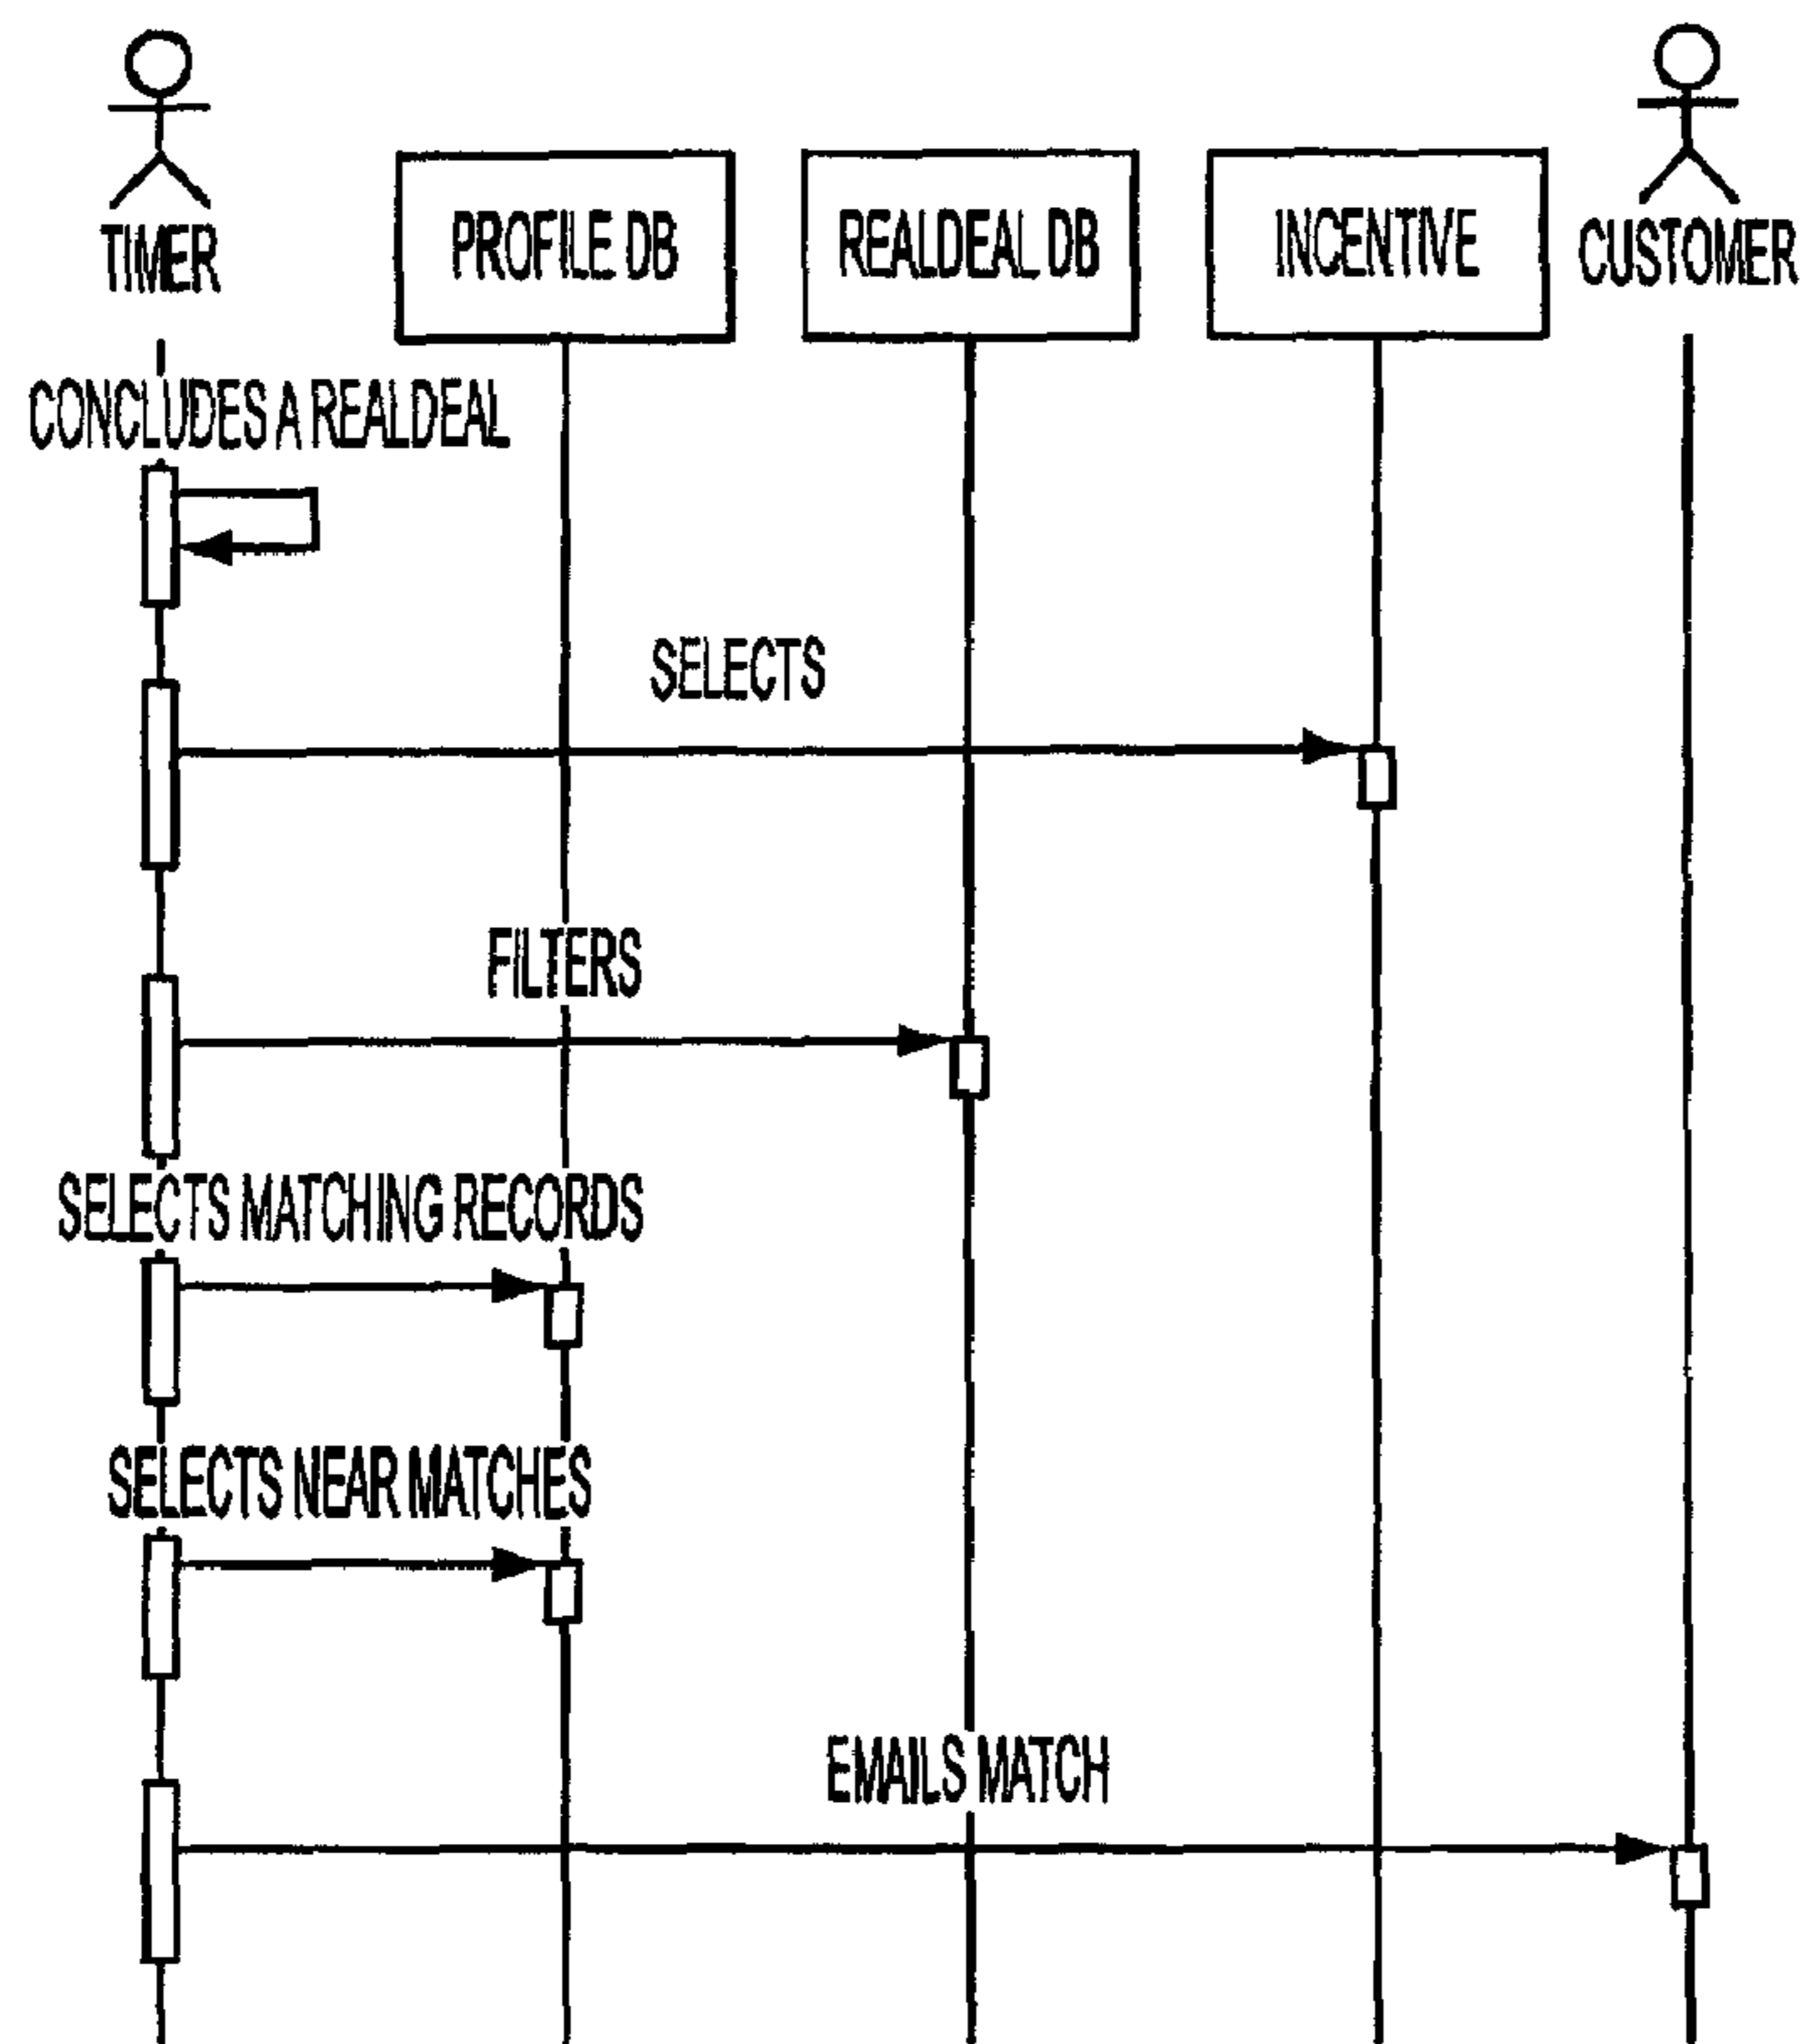 TIMER
PROFILE DB
REALDEAL DB
INCENTIVE
CUSTOMER
CONCLUDES A REALDEAL
SELECTS
FILTERS
SELECTS MATCHING RECORDS
SELECTS NEAR MATCHES
EMAILS MATCH